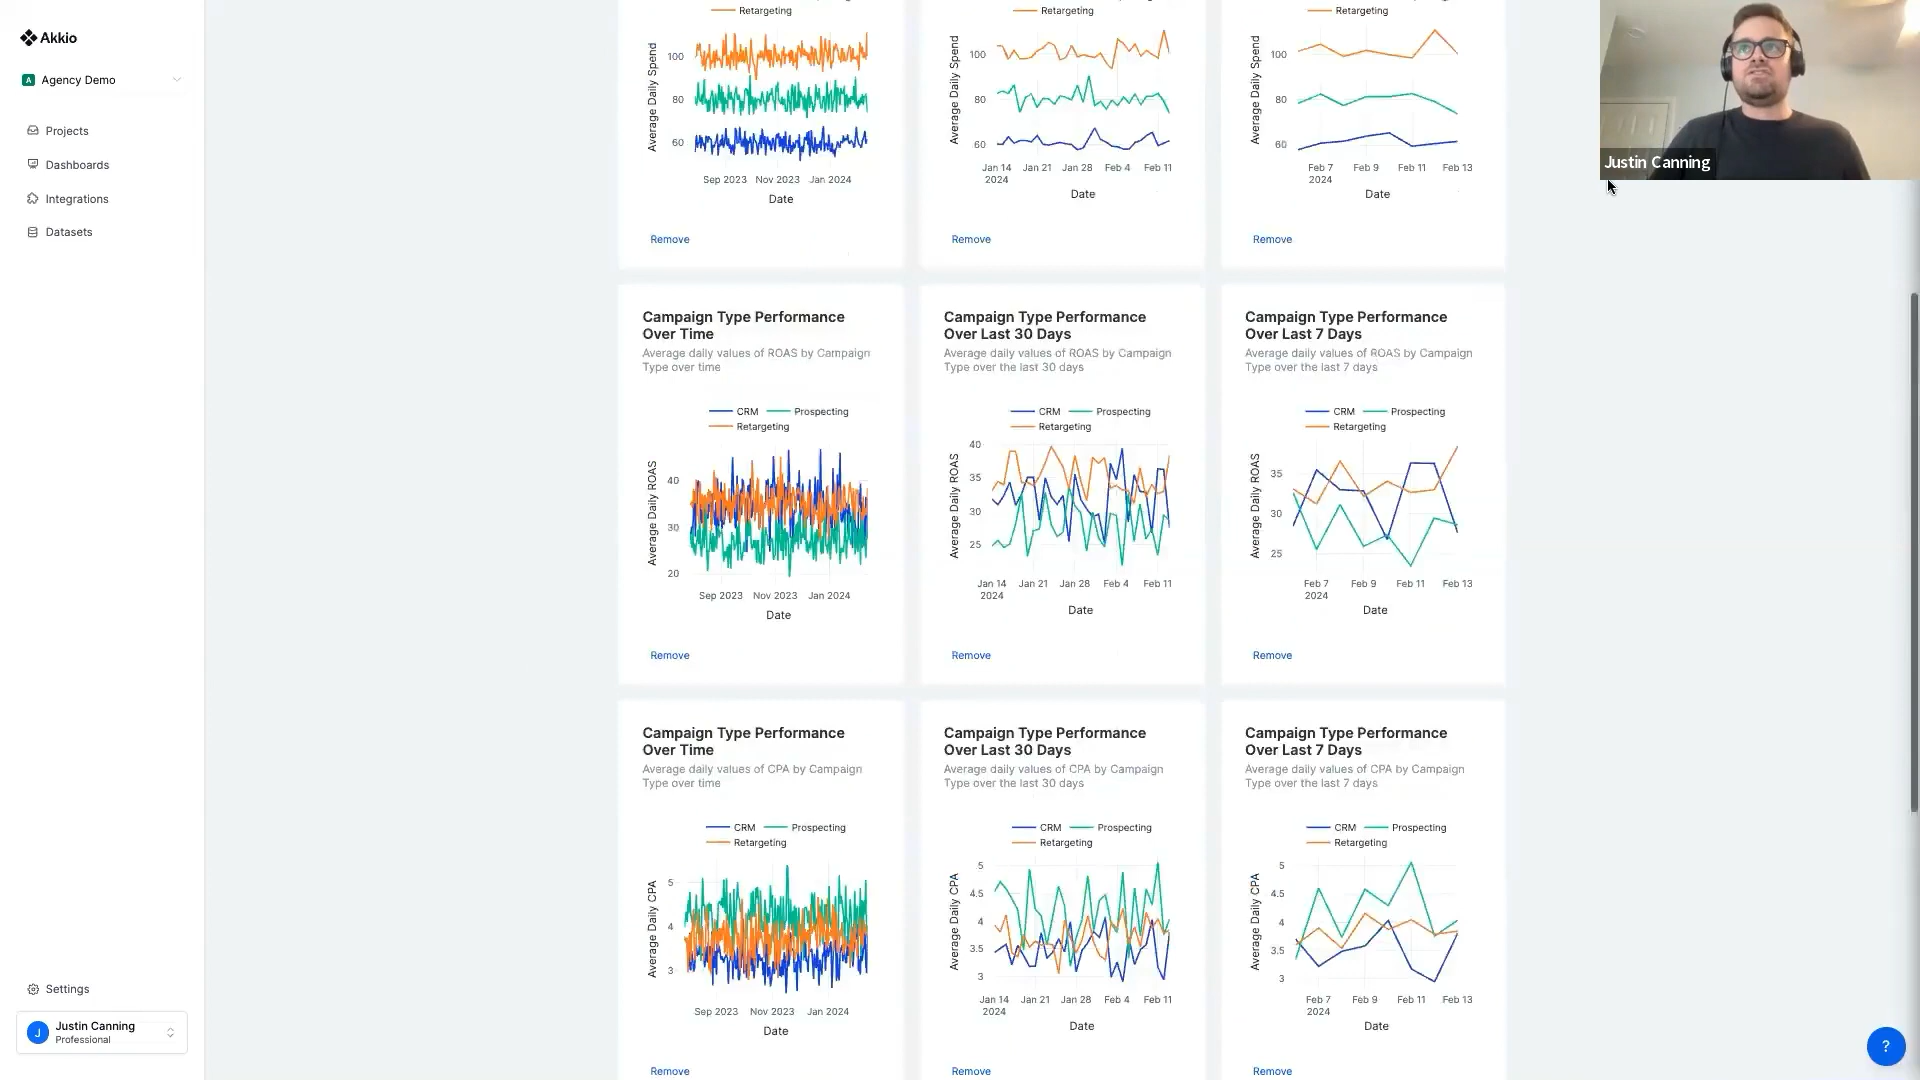 Akkio
A Agency Demo
Projects
Dashboards
Integrations
Datasets
Settings
J Justin Canning
Professional
Retargeting
Average Daily Spend
100
80
60
Sep 2023 Nov 2023 Jan 2024
Date
Remove
Retargeting
Average Daily Spend
100
80
60
Jan 14 Jan 21 Jan 28 Feb 4 Feb 11
2024
Date
Remove
Retargeting
Average Daily Spend
100
80
60
Feb 7 Feb 9 Feb 11 Feb 13
2024
Date
Remove
Justin Canning
Campaign Type Performance
Over Time
Average daily values of ROAS by Campaign
Type over time
CRM Prospecting
Retargeting
Average Daily ROAS
40
30
20
Sep 2023 Nov 2023 Jan 2024
Date
Remove
Campaign Type Performance
Over Last 30 Days
Average daily values of ROAS by Campaign
Type over the last 30 days
CRM Prospecting
Retargeting
Average Daily ROAS
40
35
30
25
Jan 14 Jan 21 Jan 28 Feb 4 Feb 11
2024
Date
Remove
Campaign Type Performance
Over Last 7 Days
Average daily values of ROAS by Campaign
Type over the last 7 days
CRM Prospecting
Retargeting
Average Daily ROAS
35
30
25
Feb 7 Feb 9 Feb 11 Feb 13
2024
Date
Remove
Campaign Type Performance
Over Time
Average daily values of CPA by Campaign
Type over time
CRM Prospecting
Retargeting
Average Daily CPA
5
4
3
Sep 2023 Nov 2023 Jan 2024
Date
Remove
Campaign Type Performance
Over Last 30 Days
Average daily values of CPA by Campaign
Type over the last 30 days
CRM Prospecting
Retargeting
Average Daily CPA
5
4.5
4
3.5
3
Jan 14 Jan 21 Jan 28 Feb 4 Feb 11
2024
Date
Remove
Campaign Type Performance
Over Last 7 Days
Average daily values of CPA by Campaign
Type over the last 7 days
CRM Prospecting
Retargeting
Average Daily CPA
5
4.5
4
3.5
3
Feb 7 Feb 9 Feb 11 Feb 13
2024
Date
Remove
?